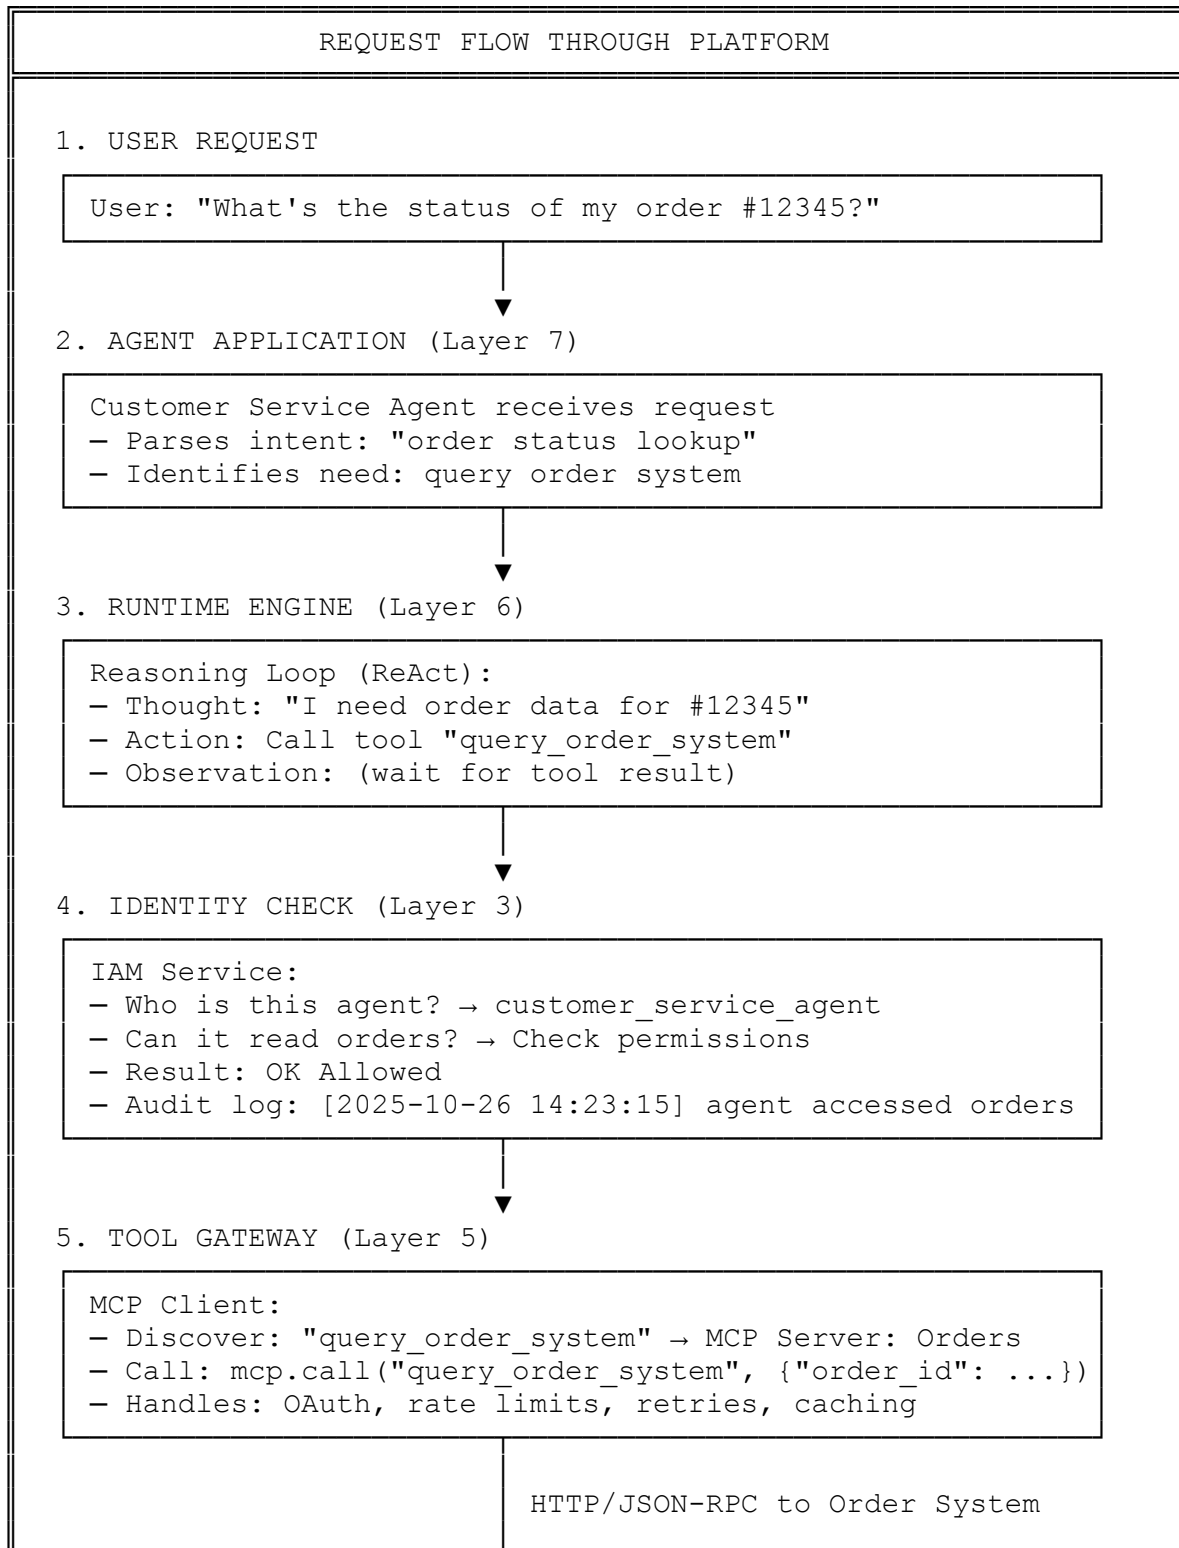 REQUEST FLOW THROUGH PLATFORM
1. USER REQUEST
User: "What's the status of my order #12345?"
2. AGENT APPLICATION (Layer 7)
Customer Service Agent receives request
─ Parses intent: "order status lookup"
─ Identifies need: query order system
3. RUNTIME ENGINE (Layer 6)
Reasoning Loop (ReAct):
─ Thought: "I need order data for #12345"
─ Action: Call tool "query_order_system"
─ Observation: (wait for tool result)
4. IDENTITY CHECK (Layer 3)
IAM Service:
─ Who is this agent? → customer_service_agent
─ Can it read orders? → Check permissions
─ Result: OK Allowed
─ Audit log: [2025-10-26 14:23:15] agent accessed orders
5. TOOL GATEWAY (Layer 5)
MCP Client:
─ Discover: "query_order_system" → MCP Server: Orders
─ Call: mcp.call("query_order_system", {"order_id": ...})
─ Handles: OAuth, rate limits, retries, caching
HTTP/JSON-RPC to Order System